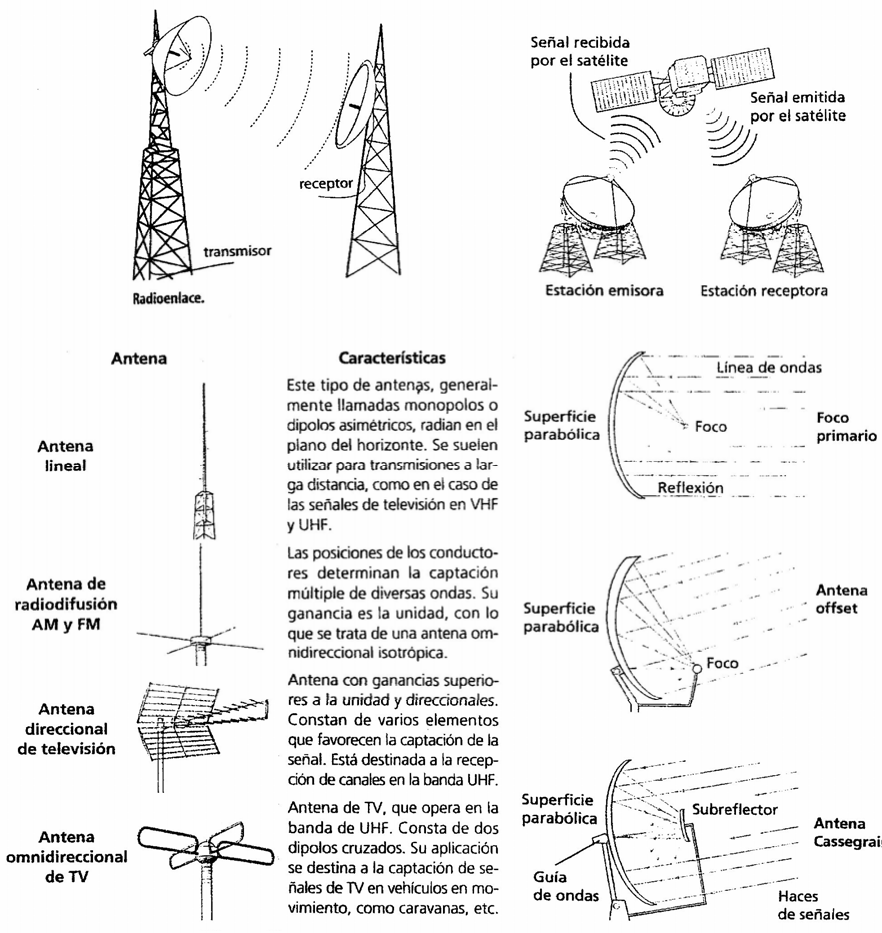 receptor
transmisor
Radioenlace.
Señal recibida
por el satélite
Señal emitida
por el satélite
Estación emisora
Estación receptora
Antena
Características
Antena
lineal
Este tipo de antenas, general-
mente llamadas monopolos o
dipolos asimétricos, radian en el
plano del horizonte. Se suelen
utilizar para transmisiones a lar-
ga distancia, como en el caso de
las señales de televisión en VHF
y UHF.
Antena de
radiodifusión
AM y FM
Las posiciones de los conducto-
res determinan la captación
múltiple de diversas ondas. Su
ganancia es la unidad, con lo
que se trata de una antena om-
nidireccional isotrópica.
Antena
direccional
de televisión
Antena con ganancias superio-
res a la unidad y direccionales.
Constan de varios elementos
que favorecen la captación de la
señal. Está destinada a la recep-
ción de canales en la banda UHF.
Antena
omnidireccional
de TV
Antena de TV, que opera en la
banda de UHF. Consta de dos
dipolos cruzados. Su aplicación
se destina a la captación de se-
ñales de TV en vehículos en mo-
vimiento, como caravanas, etc.
Línea de ondas
Superficie
parabólica
Foco
Foco
primario
Reflexión
Superficie
parabólica
Antena
offset
Foco
Superficie
parabólica
Subreflector
Antena
Cassegrai
Guía
de ondas
Haces
de señales